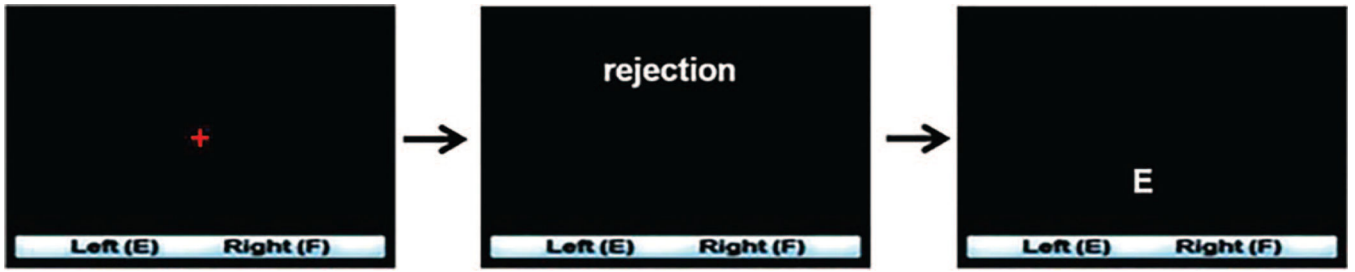 +
Left (E) Right (F)
rejection
Left (E) Right (F)
E
Left (E) Right (F)